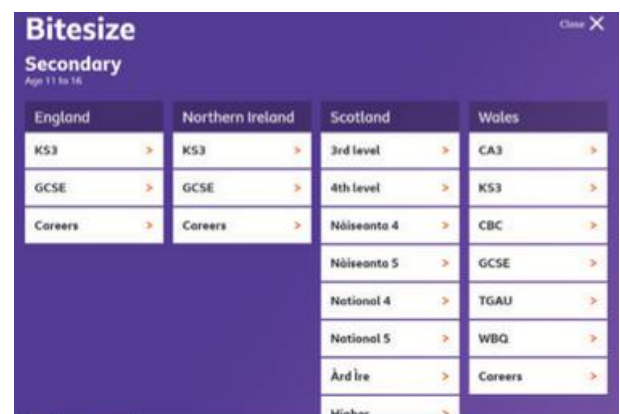 Bitesize
Close
Secondary
Age 11 to 16
England
KS3
GCSE
Careers
Northern Ireland
KS3
GCSE
Careers
Scotland
3rd level
4th level
Nàiseanta 4
Nàiseanta 5
National 4
National 5
Àrd Ìre
Higher
Wales
CA3
KS3
CBC
GCSE
TGAU
WBQ
Careers